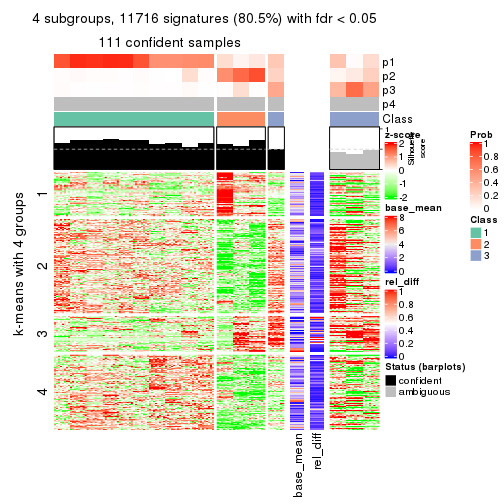 4 subgroups, 11716 signatures (80.5%) with fdr < 0.05
111 confident samples
p1
p2
p3
p4
Class
1
Silhouette
score
k-means with 4 groups
1
2
3
4
base_mean
rel_diff
z-score
2
1
0
-1
-2
base_mean
8
6
4
2
0
rel_diff
1
0.8
0.6
0.4
0.2
0
Status (barplots)
confident
ambiguous
Prob
1
0.8
0.6
0.4
0.2
0
Class
1
2
3